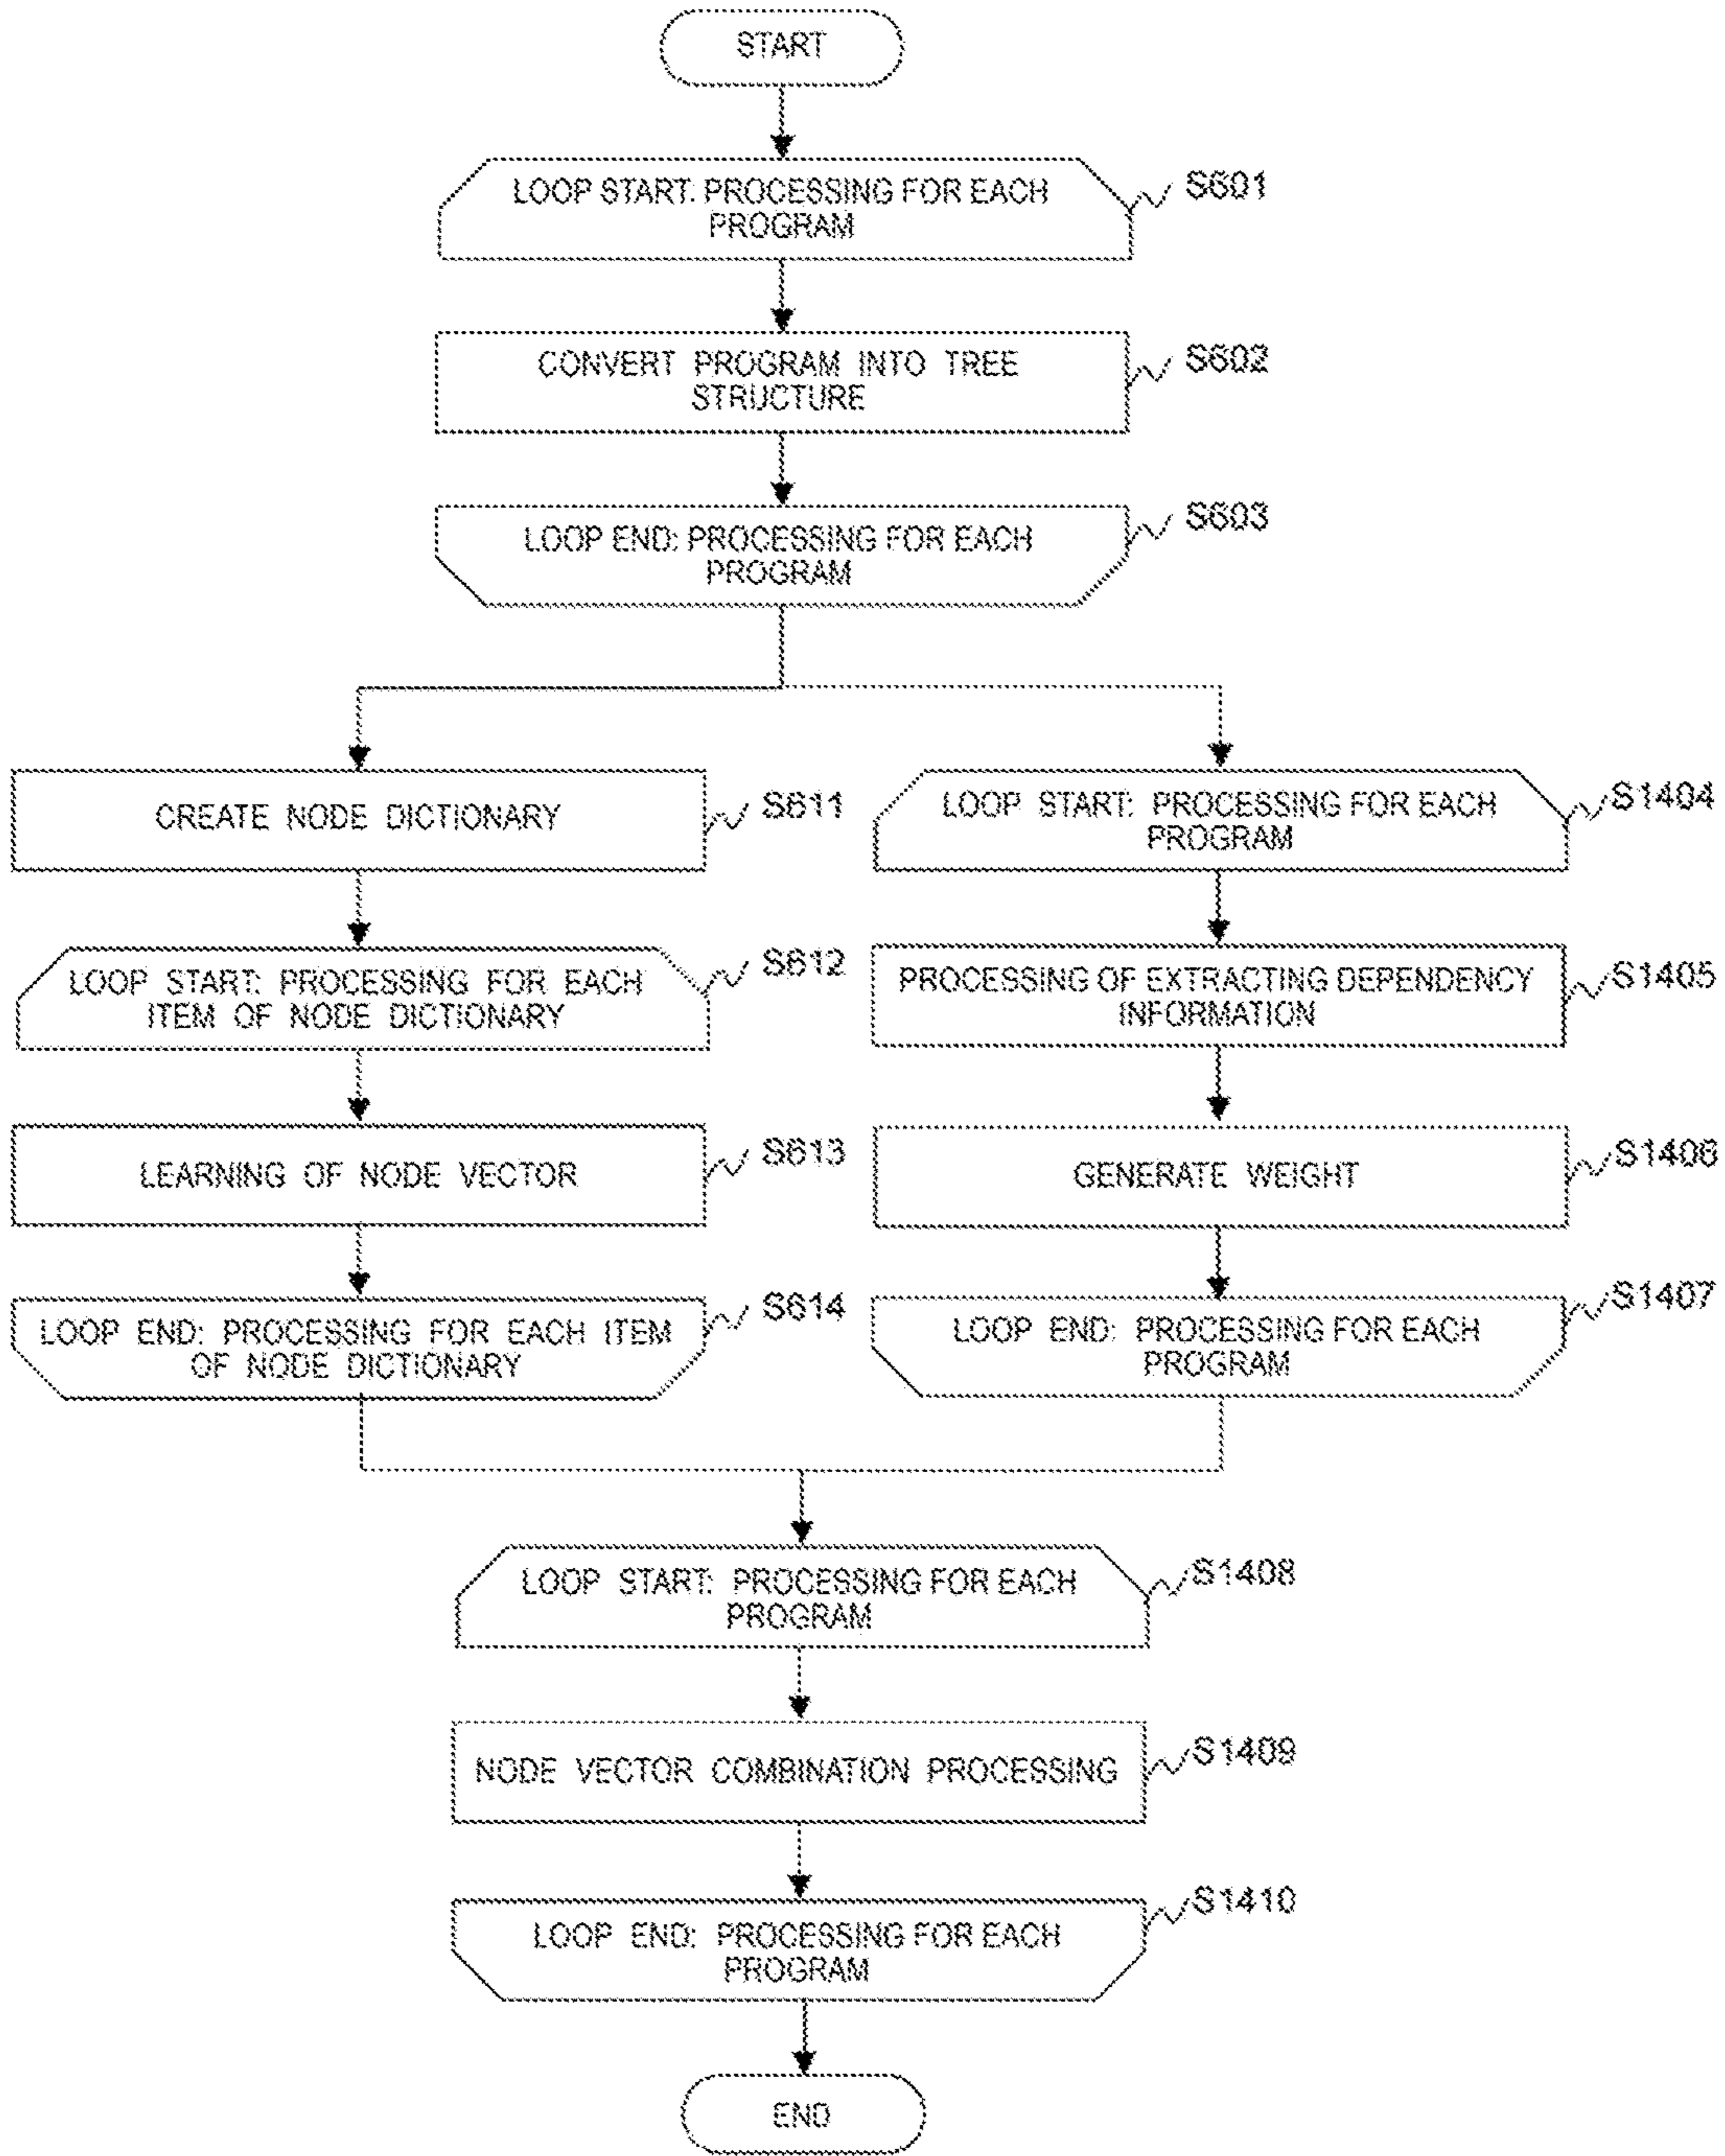 START
LOOP START: PROCESSING FOR EACH
PROGRAM
S601
CONVERT PROGRAM INTO TREE
STRUCTURE
S602
LOOP END: PROCESSING FOR EACH
PROGRAM
S603
CREATE NODE DICTIONARY
S611
LOOP START: PROCESSING FOR EACH
ITEM OF NODE DICTIONARY
S612
LEARNING OF NODE VECTOR
S613
LOOP END: PROCESSING FOR EACH ITEM
OF NODE DICTIONARY
S614
LOOP START: PROCESSING FOR EACH
PROGRAM
S1404
PROCESSING OF EXTRACTING DEPENDENCY
INFORMATION
S1405
GENERATE WEIGHT
S1406
LOOP END: PROCESSING FOR EACH
PROGRAM
S1407
LOOP START: PROCESSING FOR EACH
PROGRAM
S1408
NODE VECTOR COMBINATION PROCESSING
S1409
LOOP END: PROCESSING FOR EACH
PROGRAM
S1410
END